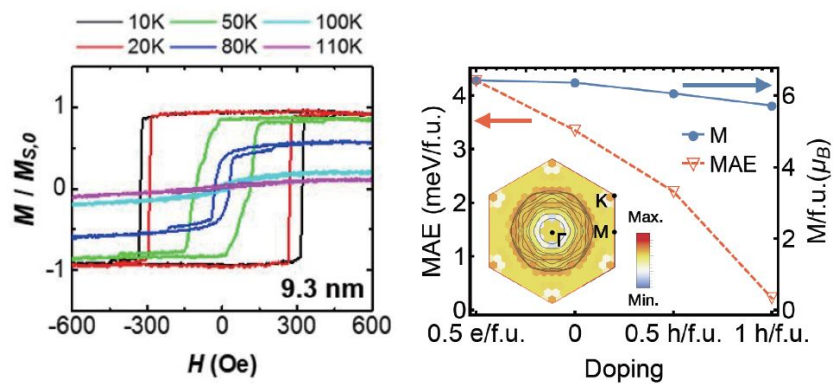 10K 50K 100K
20K 80K 110K
M / M_{S,0}
1
0
-1
9.3 nm
-600 -300 0 300 600
H (Oe)
MAE (meV/f.u.)
4
3
2
1
0
M
MAE
K
M
Γ
Max.
Min.
6
4
2
0
M/f.u.(μ_B)
0.5 e/f.u. 0 0.5 h/f.u. 1 h/f.u.
Doping